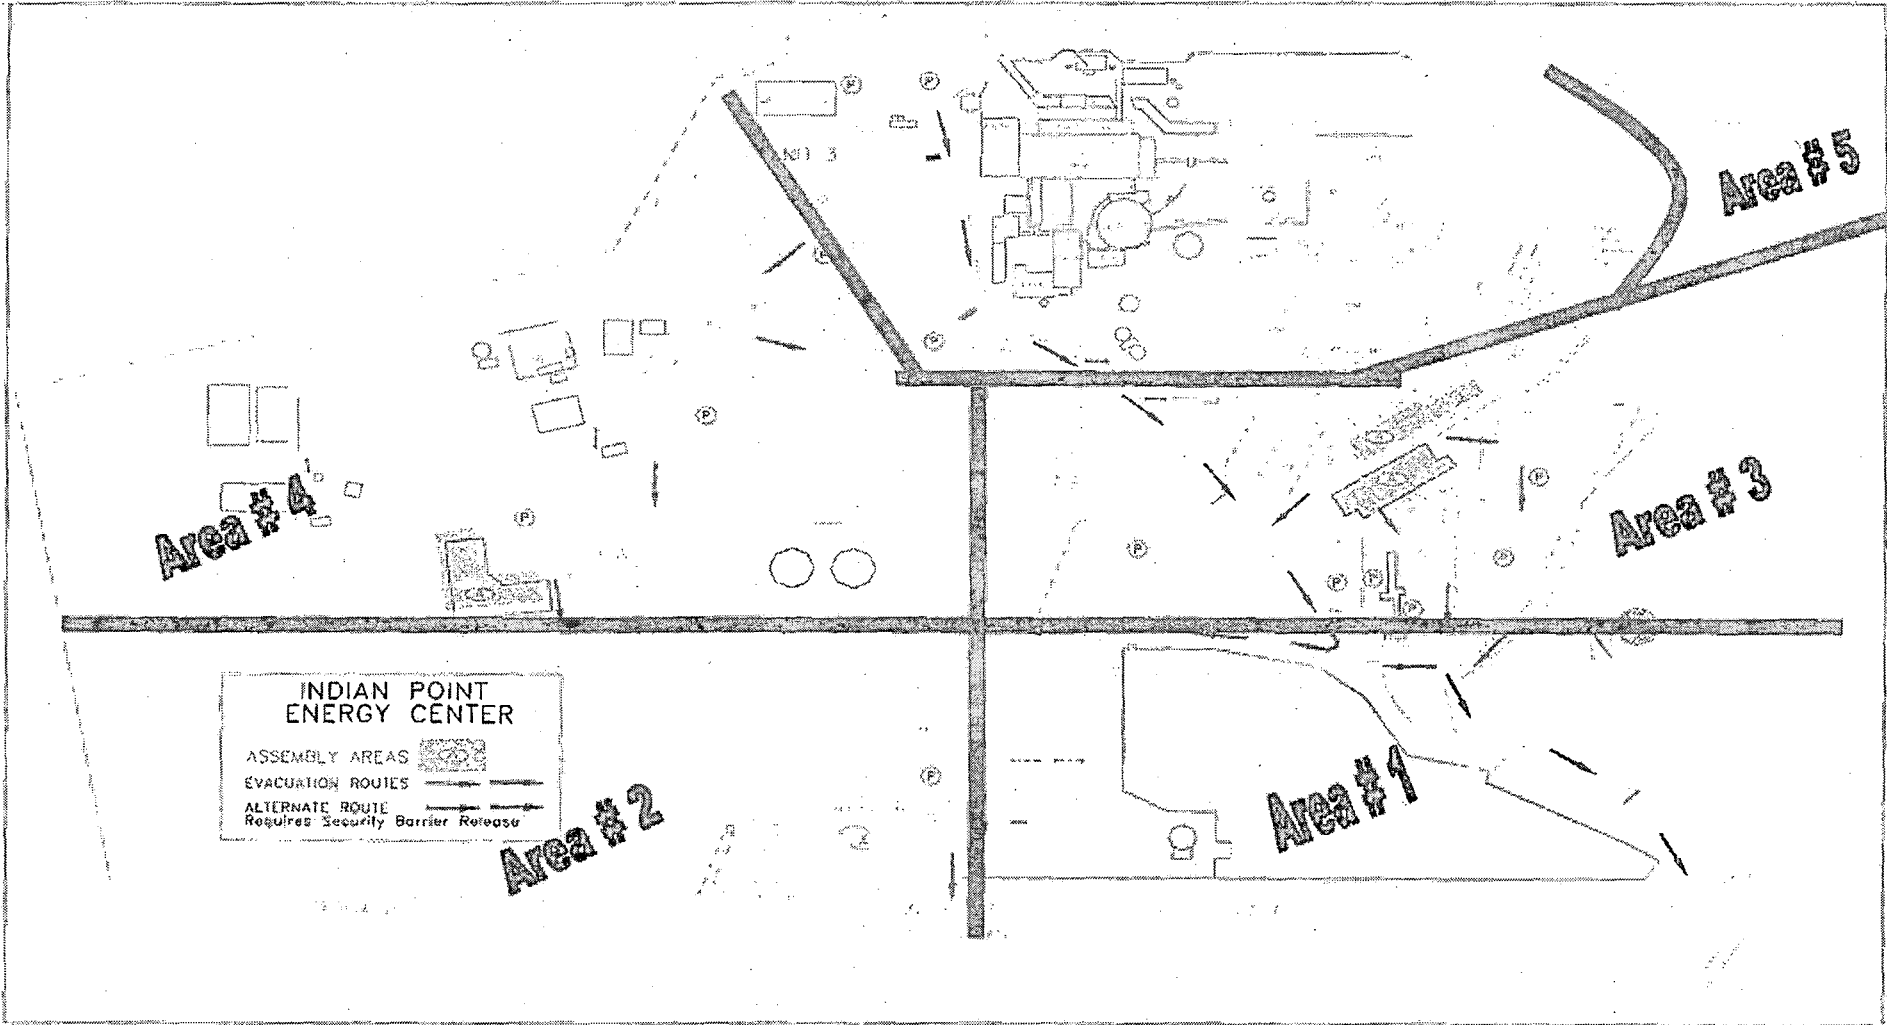 P
P
Area # 5
P
P
Area # 4
P
P
P
Area # 3
P
P
P
P
P
INDIAN POINT
ENERGY CENTER
ASSEMBLY AREAS
EVACUATION ROUTES
ALTERNATE ROUTE
Requires Security Barrier Release
Area # 2
P
Area # 1